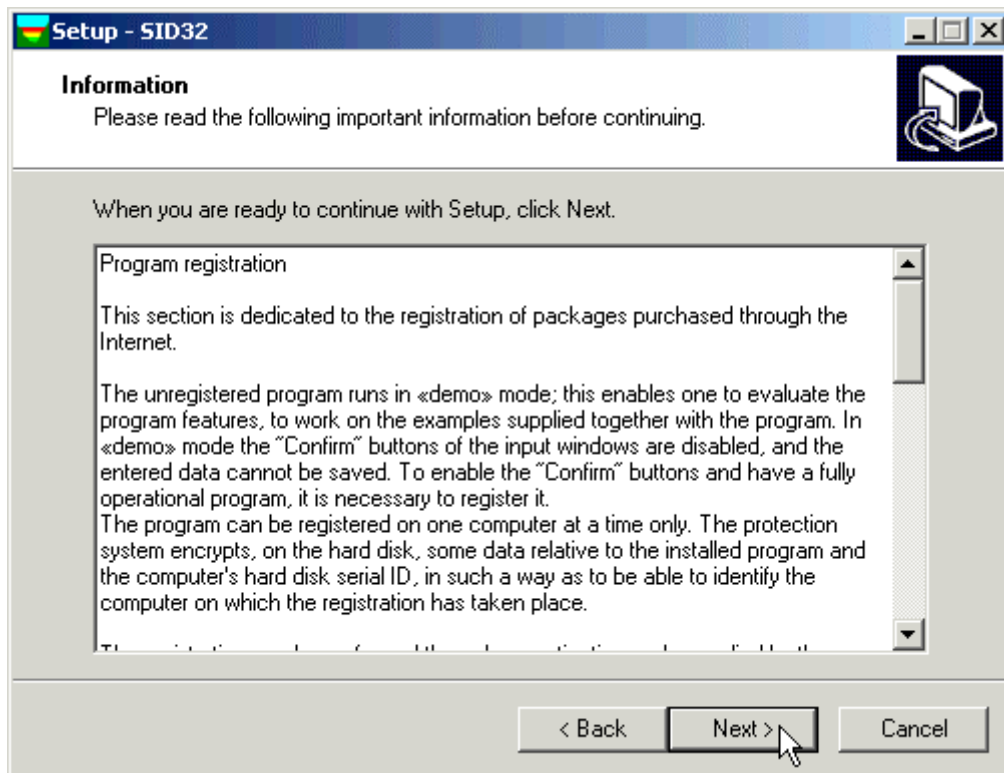 Setup - SID32
Information
Please read the following important information before continuing.
When you are ready to continue with Setup, click Next.
Program registration
This section is dedicated to the registration of packages purchased through the
Internet.
The unregistered program runs in «demo» mode; this enables one to evaluate the
program features, to work on the examples supplied together with the program. In
«demo» mode the "Confirm" buttons of the input windows are disabled, and the
entered data cannot be saved. To enable the "Confirm" buttons and have a fully
operational program, it is necessary to register it.
The program can be registered on one computer at a time only. The protection
system encrypts, on the hard disk, some data relative to the installed program and
the computer's hard disk serial ID, in such a way as to be able to identify the
computer on which the registration has taken place.
< Back
Next >
Cancel